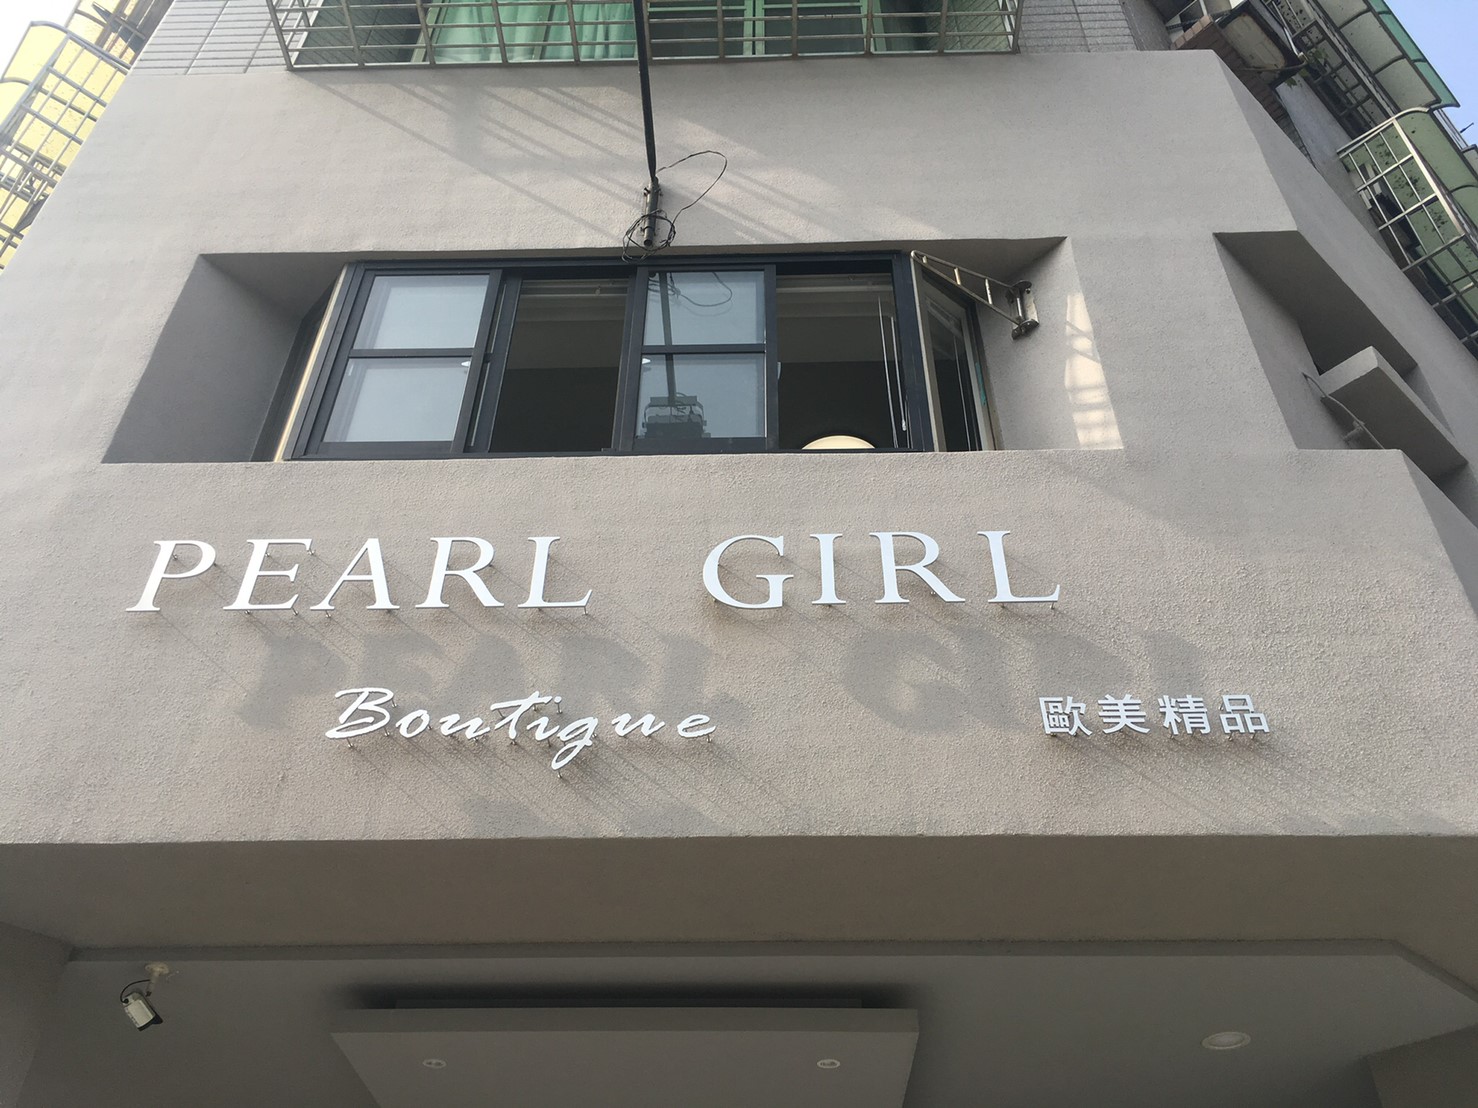 PEARL GIRL
Boutique 歐美精品